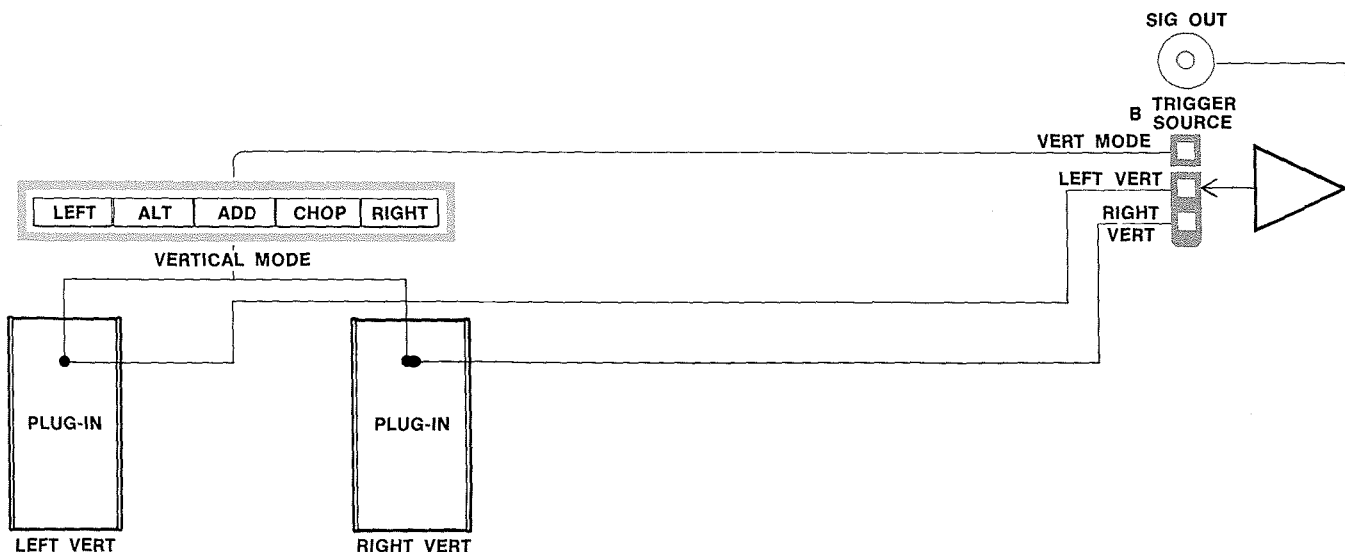 SIG OUT
B TRIGGER
SOURCE
VERT MODE
LEFT VERT
RIGHT
VERT
LEFT ALT ADD CHOP RIGHT
VERTICAL MODE
PLUG-IN PLUG-IN
LEFT VERT RIGHT VERT